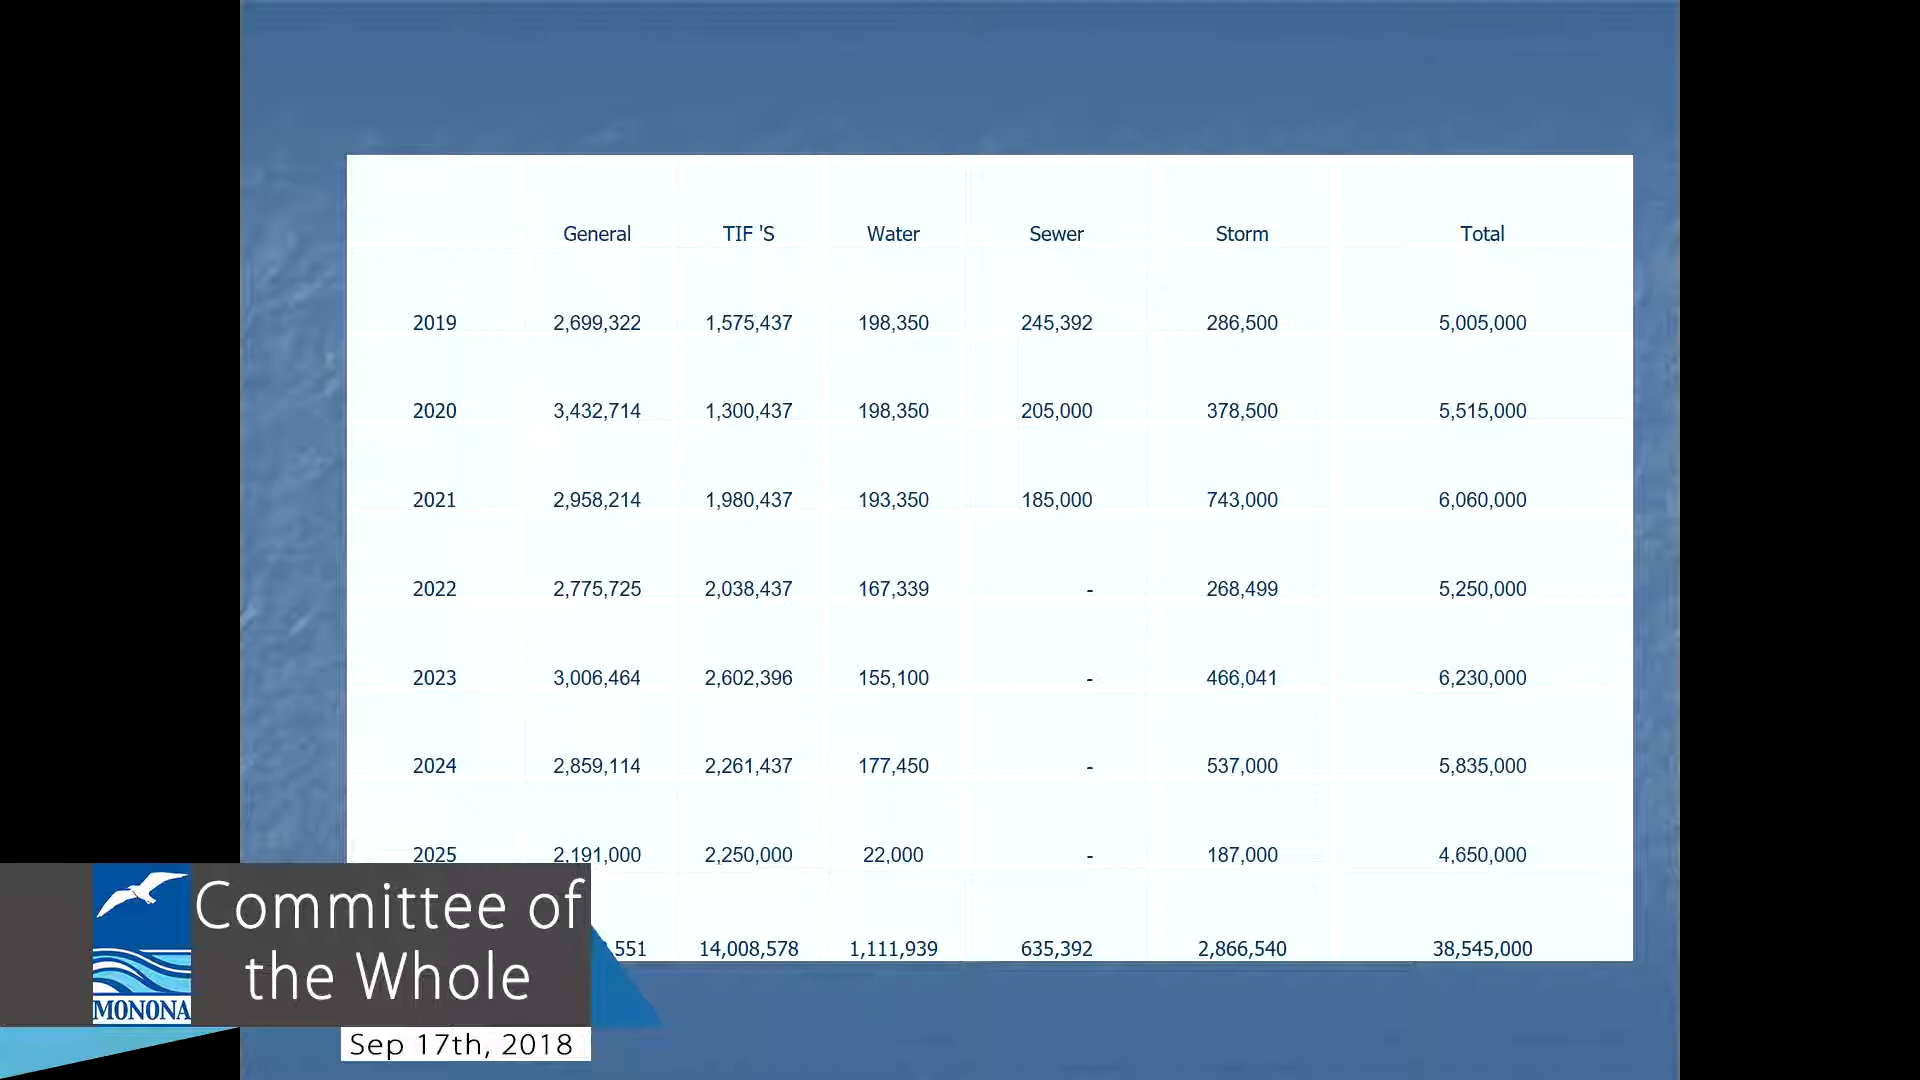 General TIF 'S Water Sewer Storm Total
2019 2,699,322 1,575,437 198,350 245,392 286,500 5,005,000
2020 3,432,714 1,300,437 198,350 205,000 378,500 5,515,000
2021 2,958,214 1,980,437 193,350 185,000 743,000 6,060,000
2022 2,775,725 2,038,437 167,339 - 268,499 5,250,000
2023 3,006,464 2,602,396 155,100 - 466,041 6,230,000
2024 2,859,114 2,261,437 177,450 - 537,000 5,835,000
2025 2,191,000 2,250,000 22,000 - 187,000 4,650,000
551 14,008,578 1,111,939 635,392 2,866,540 38,545,000
Committee of
the Whole
MONONA
Sep 17th, 2018